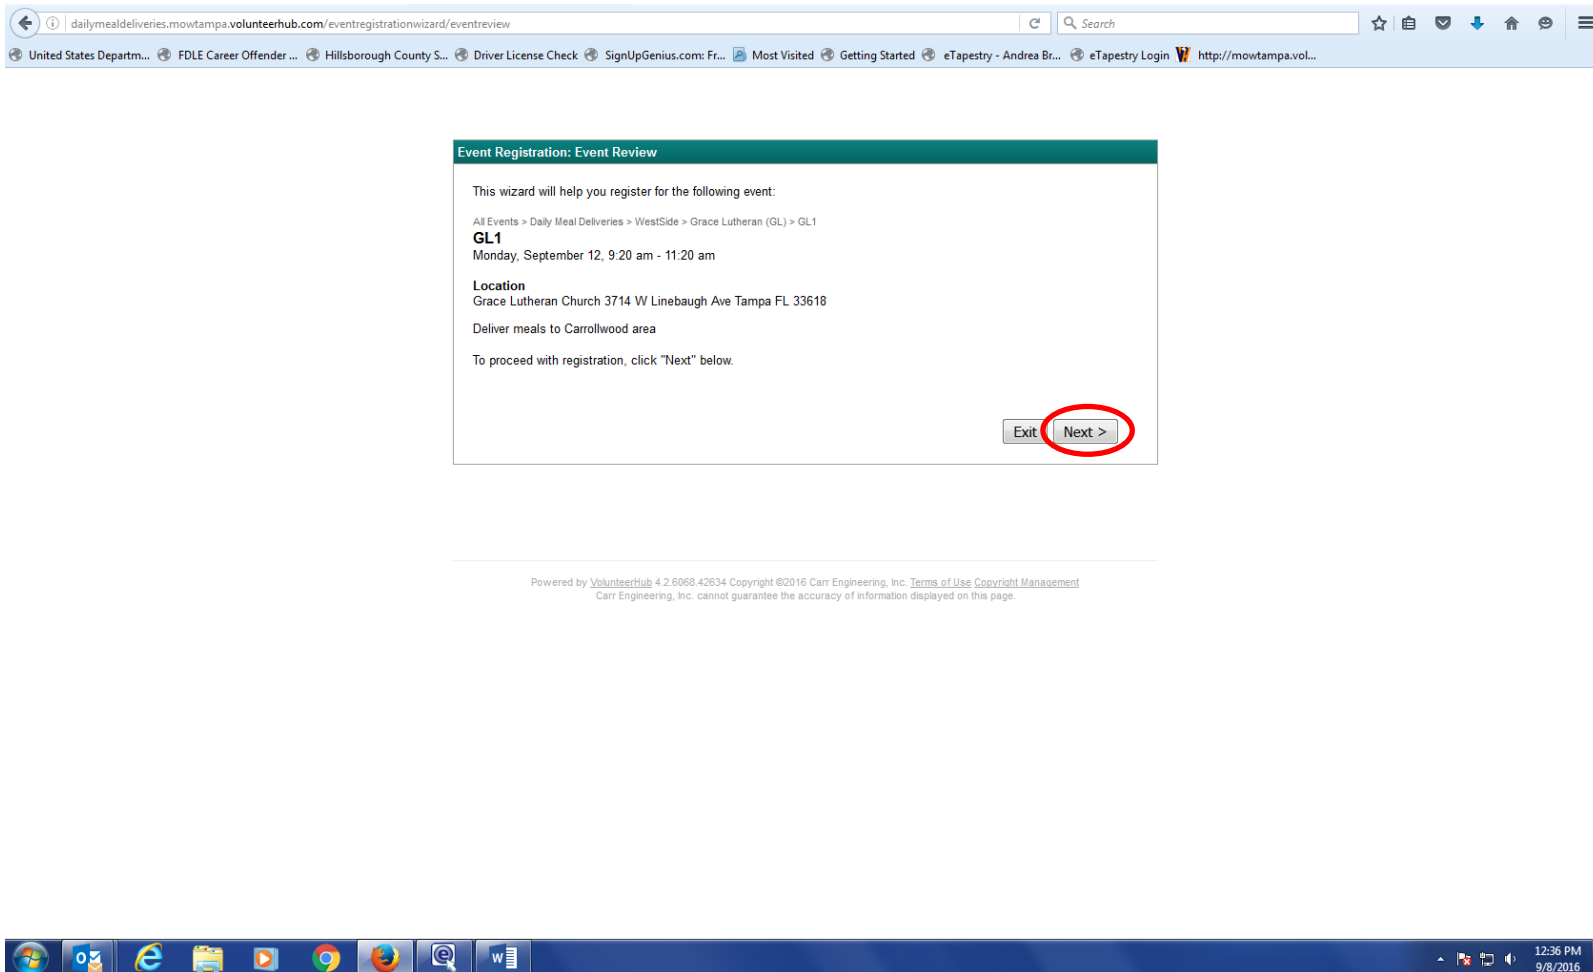 dailymealdeliveries.mowtampa.volunteerhub.com/eventregistrationwizard/eventreview
Search
United States Departm... FDLE Career Offender ... Hillsborough County S... Driver License Check SignUpGenius.com: Fr... Most Visited Getting Started eTapestry - Andrea Br... eTapestry Login http://mowtampa.vol...
Event Registration: Event Review
This wizard will help you register for the following event:
All Events > Daily Meal Deliveries > WestSide > Grace Lutheran (GL) > GL1
GL1
Monday, September 12, 9:20 am - 11:20 am
Location
Grace Lutheran Church 3714 W Linebaugh Ave Tampa FL 33618
Deliver meals to Carrollwood area
To proceed with registration, click "Next" below.
Exit Next >
Powered by VolunteerHub 4.2.6068.42634 Copyright ©2016 Carr Engineering, Inc. Terms of Use Copyright Management
Carr Engineering, Inc. cannot guarantee the accuracy of information displayed on this page.
12:36 PM
9/8/2016